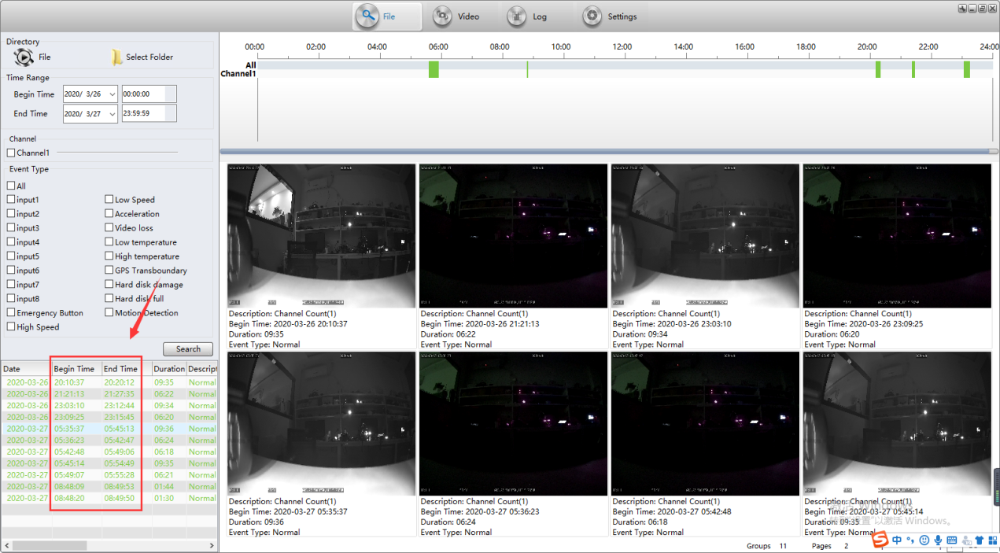 File Video Log Settings
Directory
File Select Folder
Time Range
Begin Time 2020/ 3/26 00:00:00
End Time 2020/ 3/27 23:59:59
Channel
Channel1
Event Type
All
input1 Low Speed
input2 Acceleration
input3 Video loss
input4 Low temperature
input5 High temperature
input6 GPS Transboundary
input7 Hard disk damage
input8 Hard disk full
Emergency Button Motion Detection
High Speed
Search
Date Begin Time End Time Duration Descript
2020-03-26 20:10:37 20:20:12 09:35 Normal
2020-03-26 21:21:13 21:27:35 06:22 Normal
2020-03-26 23:03:10 23:12:44 09:34 Normal
2020-03-26 23:09:25 23:15:45 06:20 Normal
2020-03-27 05:35:37 05:45:13 09:36 Normal
2020-03-27 05:36:23 05:42:47 06:24 Normal
2020-03-27 05:42:48 05:49:06 06:18 Normal
2020-03-27 05:45:14 05:54:49 09:35 Normal
2020-03-27 05:49:07 05:55:28 06:21 Normal
2020-03-27 08:48:09 08:49:53 01:44 Normal
2020-03-27 08:48:20 08:49:50 01:30 Normal
00:00 02:00 04:00 06:00 08:00 10:00 12:00 14:00 16:00 18:00 20:00 22:00 24:00
All
Channel1
Description: Channel Count(1)
Begin Time: 2020-03-26 20:10:37
Duration: 09:35
Event Type: Normal
Description: Channel Count(1)
Begin Time: 2020-03-26 21:21:13
Duration: 06:22
Event Type: Normal
Description: Channel Count(1)
Begin Time: 2020-03-26 23:03:10
Duration: 09:34
Event Type: Normal
Description: Channel Count(1)
Begin Time: 2020-03-26 23:09:25
Duration: 06:20
Event Type: Normal
Description: Channel Count(1)
Begin Time: 2020-03-27 05:35:37
Duration: 09:36
Event Type: Normal
Description: Channel Count(1)
Begin Time: 2020-03-27 05:36:23
Duration: 06:24
Event Type: Normal
Description: Channel Count(1)
Begin Time: 2020-03-27 05:42:48
Duration: 06:18
Event Type: Normal
Description: Channel Count(1)
Begin Time: 2020-03-27 05:45:14
Duration: 09:35
Event Type: Normal
激活 Windows
转到"设置"以激活 Windows。
S 中
Groups 11 Pages 2